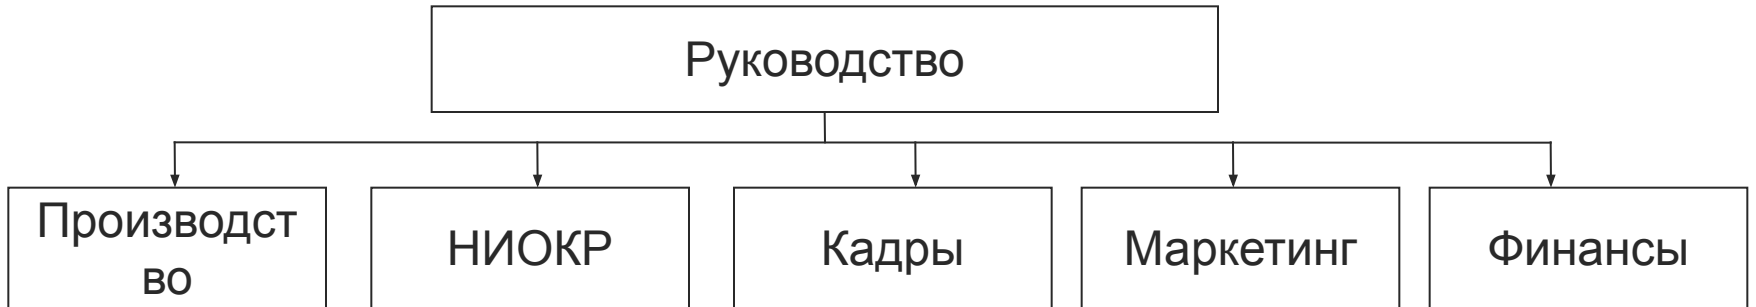 Руководство
Производст
во
НИОКР
Кадры
Маркетинг
Финансы